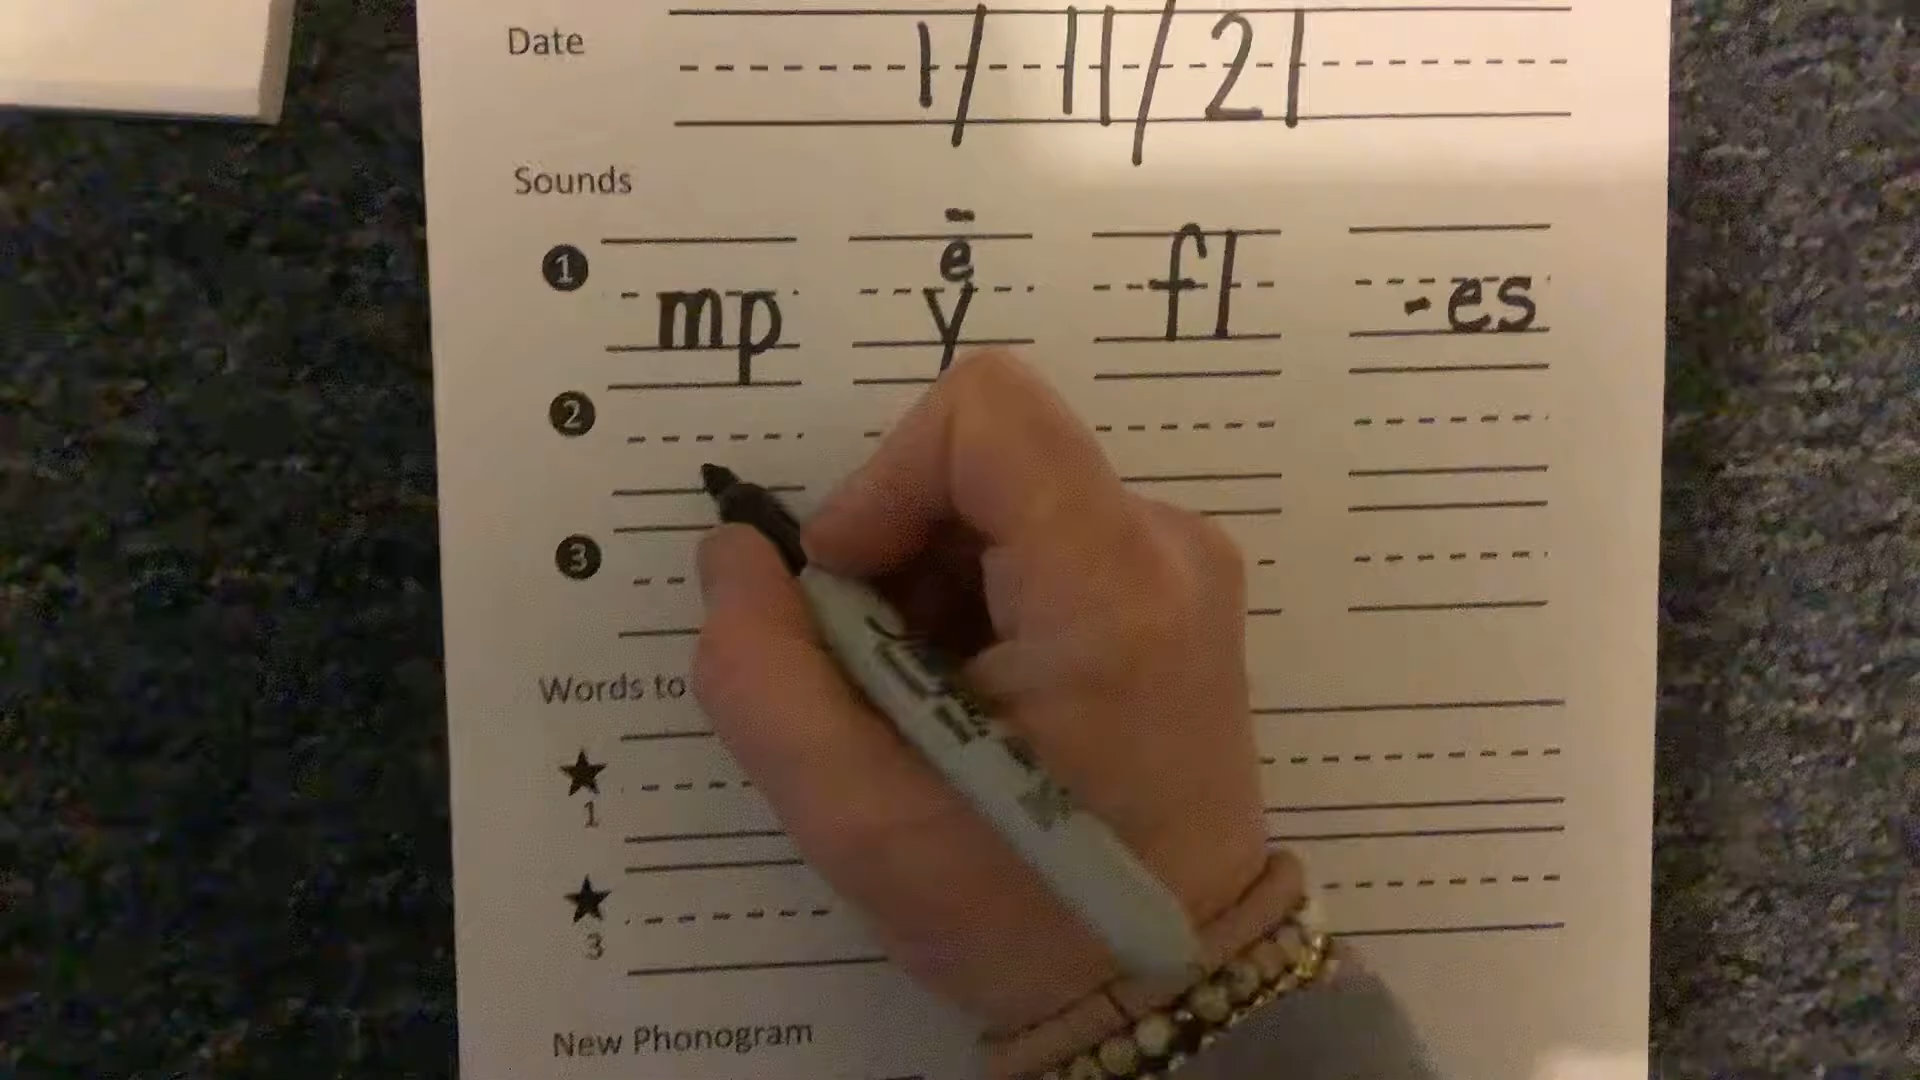 Date 1/11/21
Sounds
1 mp ē y fl -es
2
3
Words to
★ 1
★ 3
New Phonogram